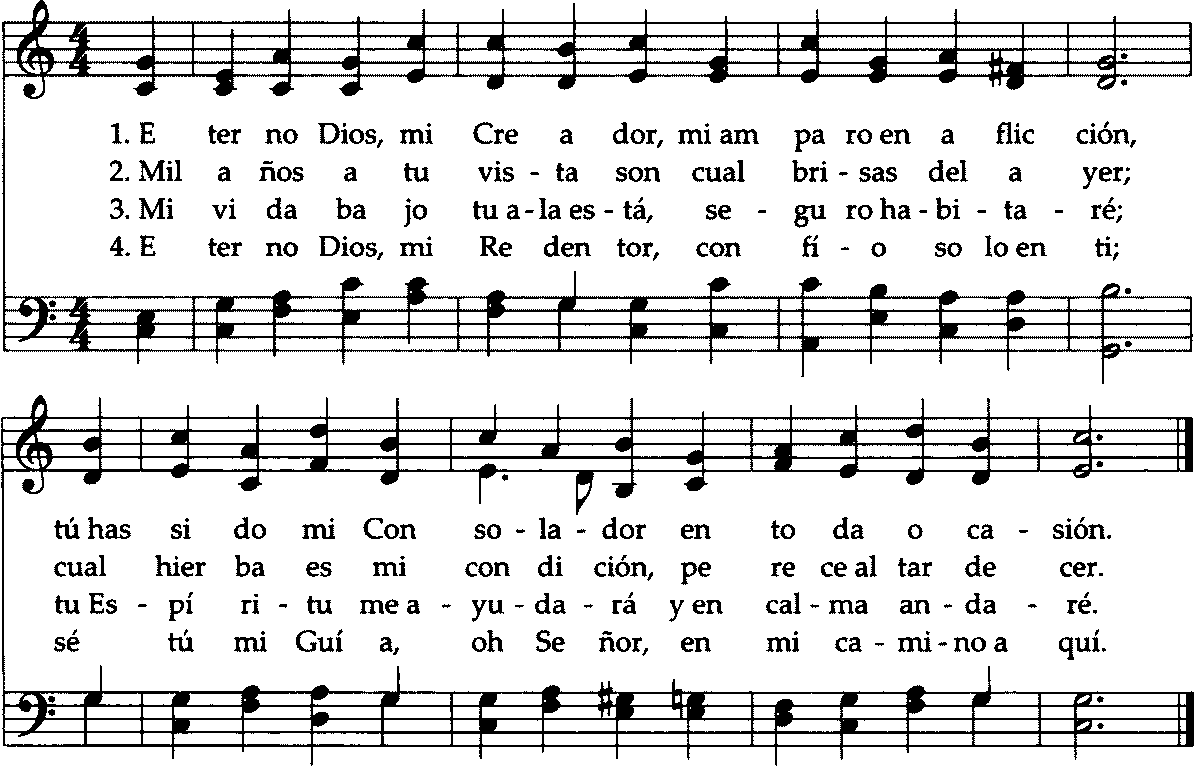 1. E ter no Dios, mi Cre a dor, mi am pa ro en a flic ción,
2. Mil a ños a tu vis - ta son cual bri - sas del a yer;
3. Mi vi da ba jo tu a - la es - tá, se - gu ro ha - bi - ta - ré;
4. E ter no Dios, mi Re den tor, con fí - o so lo en ti;
tú has si do mi Con so - la - dor en to da o ca - sión.
cual hier ba es mi con di ción, pe re ce al tar de cer.
tu Es - pí ri - tu me a - yu - da - rá y en cal - ma an - da - ré.
sé tú mi Guí a, oh Se ñor, en mi ca - mi - no a quí.